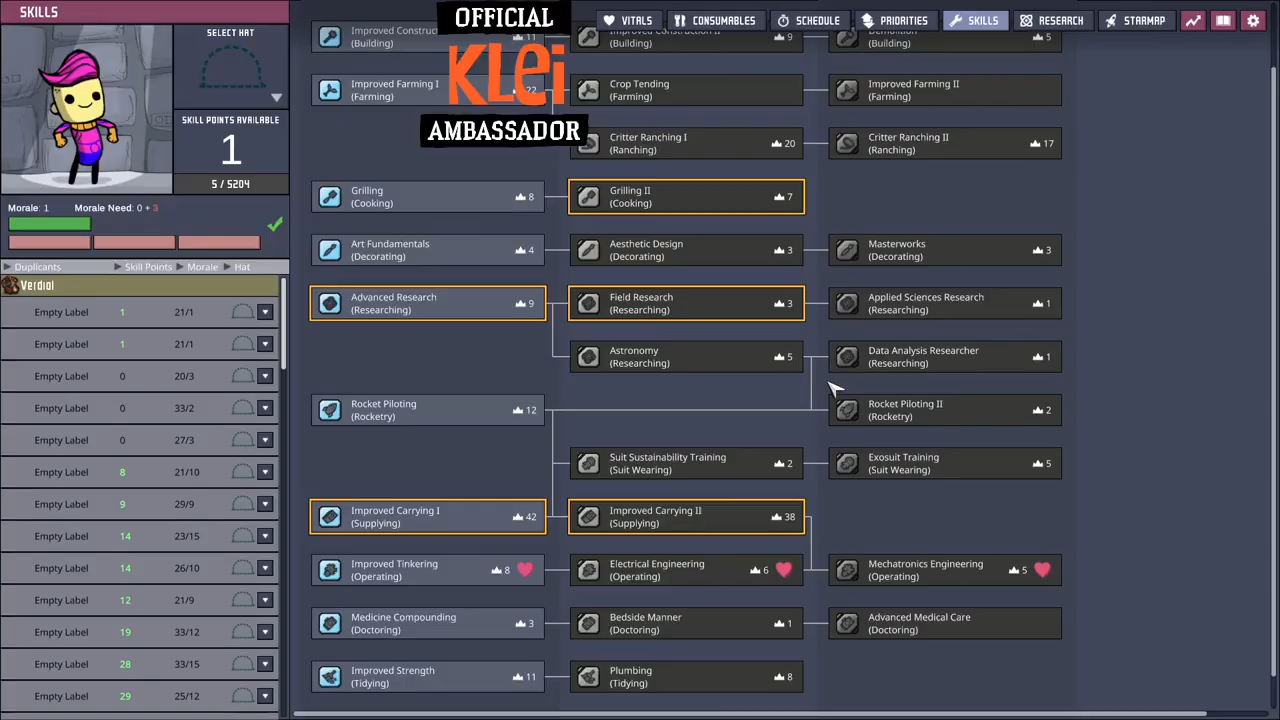 SKILLS
SELECT HAT
SKILL POINTS AVAILABLE
1
5 / 5204
Morale: 1 Morale Need: 0 + 3
Duplicants Skill Points Morale Hat
Verdiol
Empty Label 1 21/1
Empty Label 1 21/1
Empty Label 0 20/3
Empty Label 0 33/2
Empty Label 0 27/3
Empty Label 8 21/10
Empty Label 9 29/9
Empty Label 14 23/15
Empty Label 14 26/10
Empty Label 12 21/9
Empty Label 19 33/12
Empty Label 28 33/15
Empty Label 29 25/12
OFFICIAL
Klei
AMBASSADOR
VITALS CONSUMABLES SCHEDULE PRIORITIES SKILLS RESEARCH STARMAP
Improved Construc 11
(Building)
Improved Construction II 9
(Building)
Demolition 5
(Building)
Improved Farming I 22
(Farming)
Crop Tending
(Farming)
Improved Farming II
(Farming)
Critter Ranching I 20
(Ranching)
Critter Ranching II 17
(Ranching)
Grilling 8
(Cooking)
Grilling II 7
(Cooking)
Art Fundamentals 4
(Decorating)
Aesthetic Design 3
(Decorating)
Masterworks 3
(Decorating)
Advanced Research 9
(Researching)
Field Research 3
(Researching)
Applied Sciences Research 1
(Researching)
Astronomy 5
(Researching)
Data Analysis Researcher 1
(Researching)
Rocket Piloting 12
(Rocketry)
Rocket Piloting II 2
(Rocketry)
Suit Sustainability Training 2
(Suit Wearing)
Exosuit Training 5
(Suit Wearing)
Improved Carrying I 42
(Supplying)
Improved Carrying II 38
(Supplying)
Improved Tinkering 8
(Operating)
Electrical Engineering 6
(Operating)
Mechatronics Engineering 5
(Operating)
Medicine Compounding 3
(Doctoring)
Bedside Manner 1
(Doctoring)
Advanced Medical Care
(Doctoring)
Improved Strength 11
(Tidying)
Plumbing 8
(Tidying)